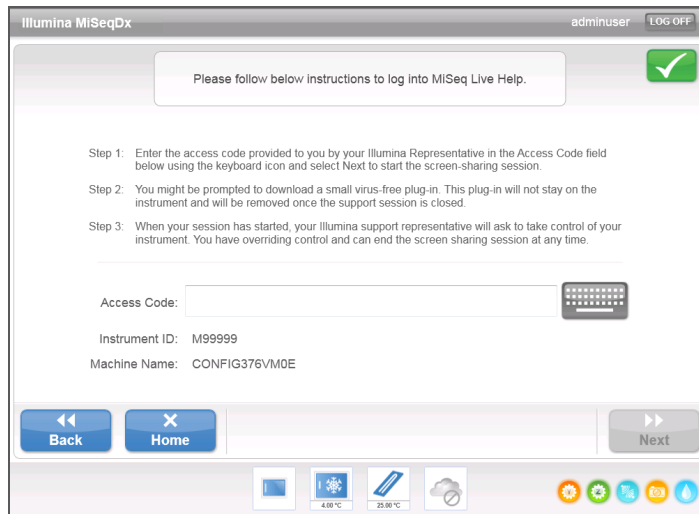 Illumina MiSeqDx
adminuser
LOG OFF
Please follow below instructions to log into MiSeq Live Help.
Step 1: Enter the access code provided to you by your Illumina Representative in the Access Code field
below using the keyboard icon and select Next to start the screen-sharing session.
Step 2: You might be prompted to download a small virus-free plug-in. This plug-in will not stay on the
instrument and will be removed once the support session is closed.
Step 3: When your session has started, your Illumina support representative will ask to take control of your
instrument. You have overriding control and can end the screen sharing session at any time.
Access Code:
Instrument ID: M99999
Machine Name: CONFIG376VM0E
Back
Home
Next
4.00 °C
25.00 °C